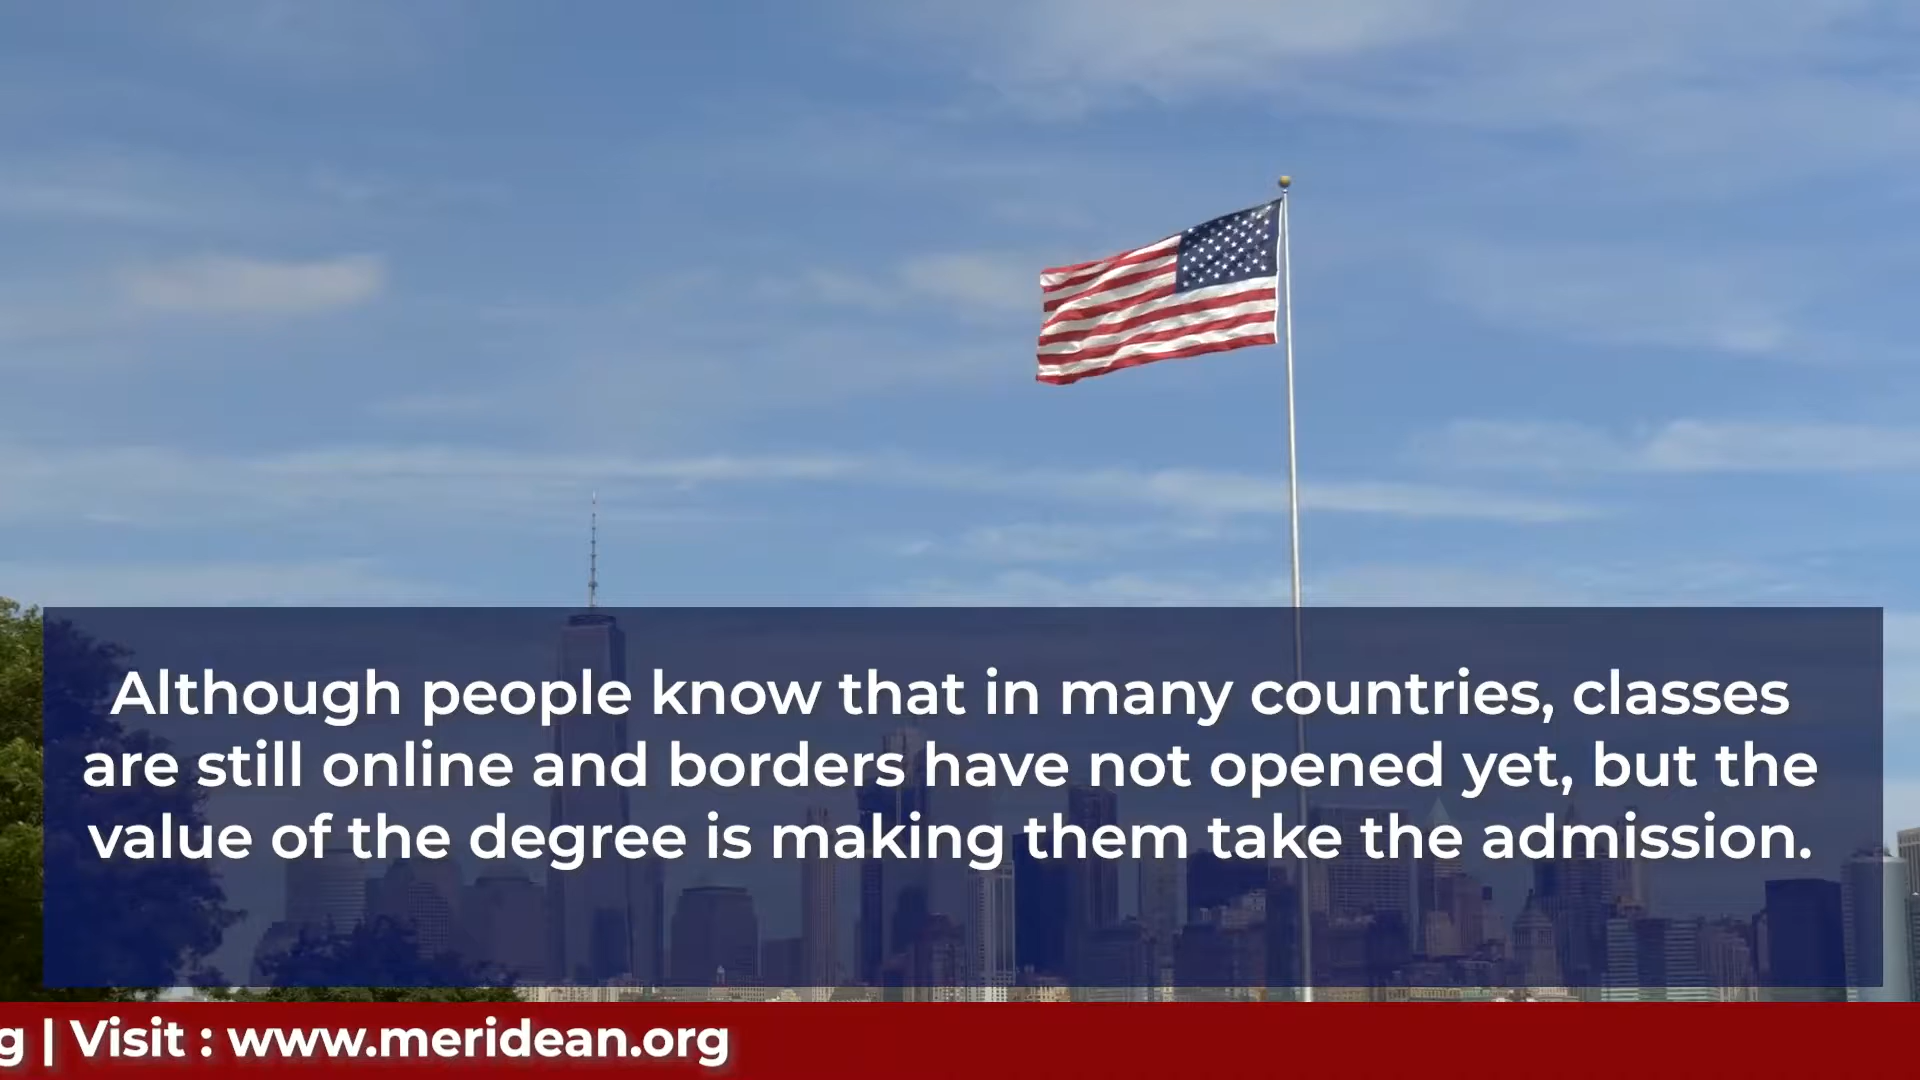 Although people know that in many countries, classes
are still online and borders have not opened yet, but the
value of the degree is making them take the admission.
g | Visit : www.meridean.org